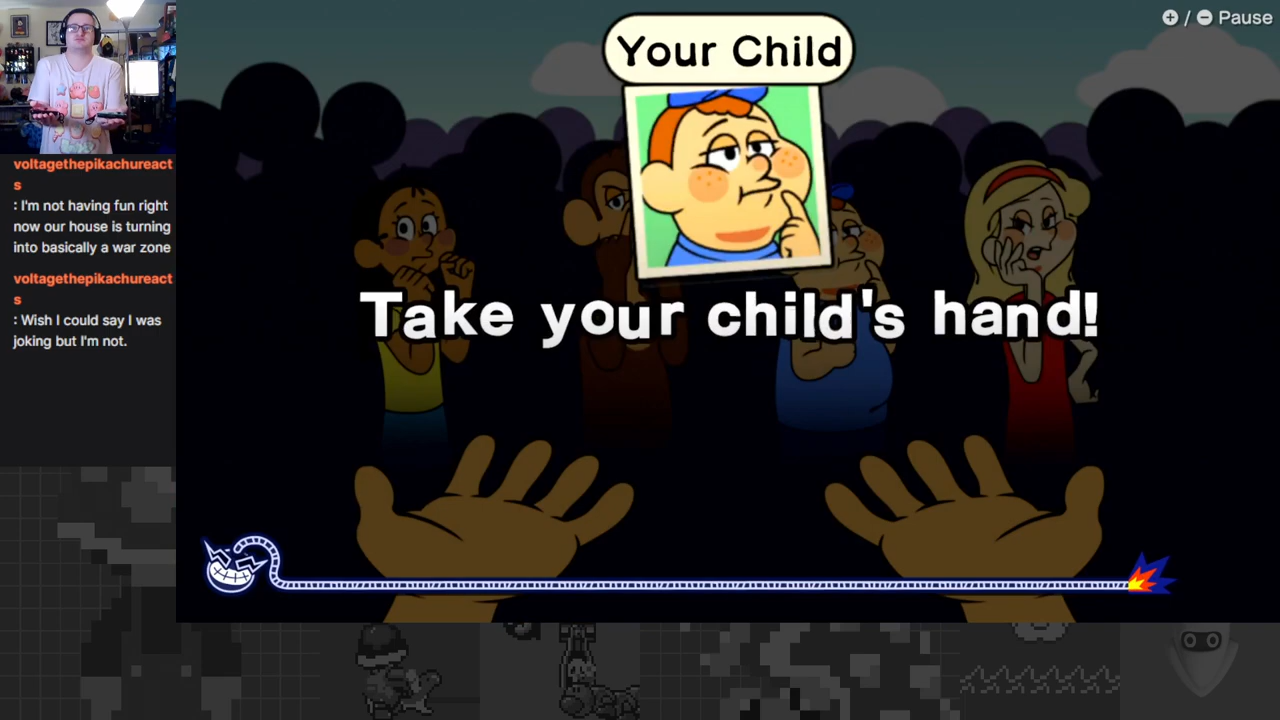 + / - Pause
Your Child
Take your child's hand!
voltagethepikachureact
s
: I'm not having fun right
now our house is turning
into basically a war zone
voltagethepikachureact
s
: Wish I could say I was
joking but I'm not.